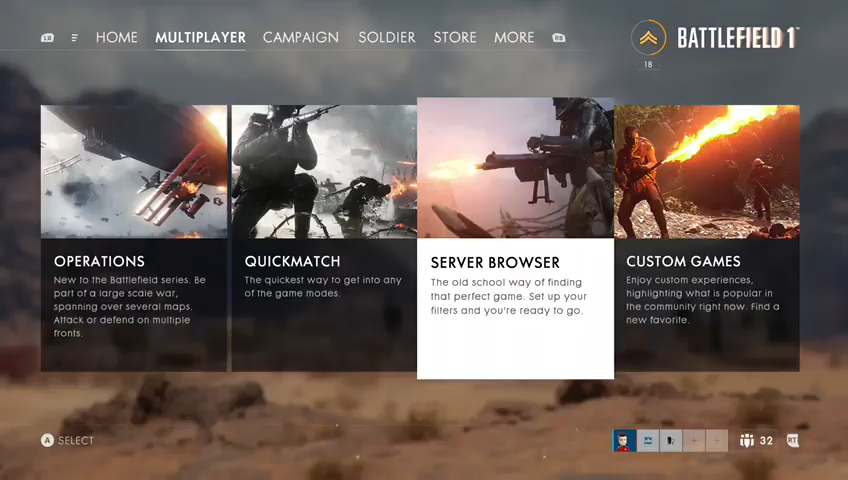 LB HOME MULTIPLAYER CAMPAIGN SOLDIER STORE MORE RB
18
BATTLEFIELD 1™
OPERATIONS
New to the Battlefield series. Be
part of a large scale war,
spanning over several maps.
Attack or defend on multiple
fronts.
QUICKMATCH
The quickest way to get into any
of the game modes.
SERVER BROWSER
The old school way of finding
that perfect game. Set up your
filters and you're ready to go.
CUSTOM GAMES
Enjoy custom experiences,
highlighting what is popular in
the community right now. Find a
new favorite.
A SELECT
32 RT